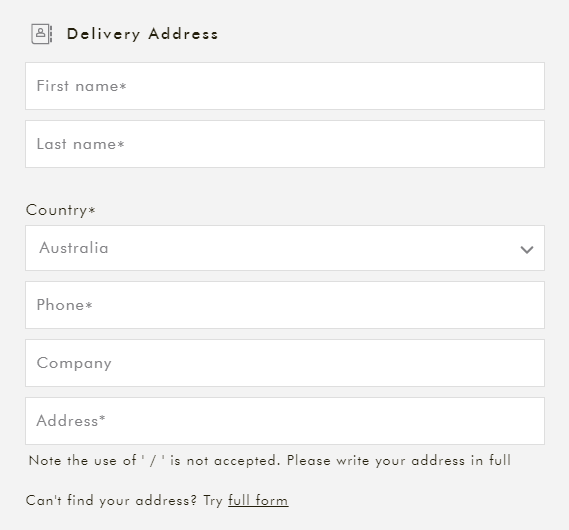 Delivery Address
First name*
Last name*
Country*
Australia
Phone*
Company
Address*
Note the use of ' / ' is not accepted. Please write your address in full
Can't find your address? Try full form